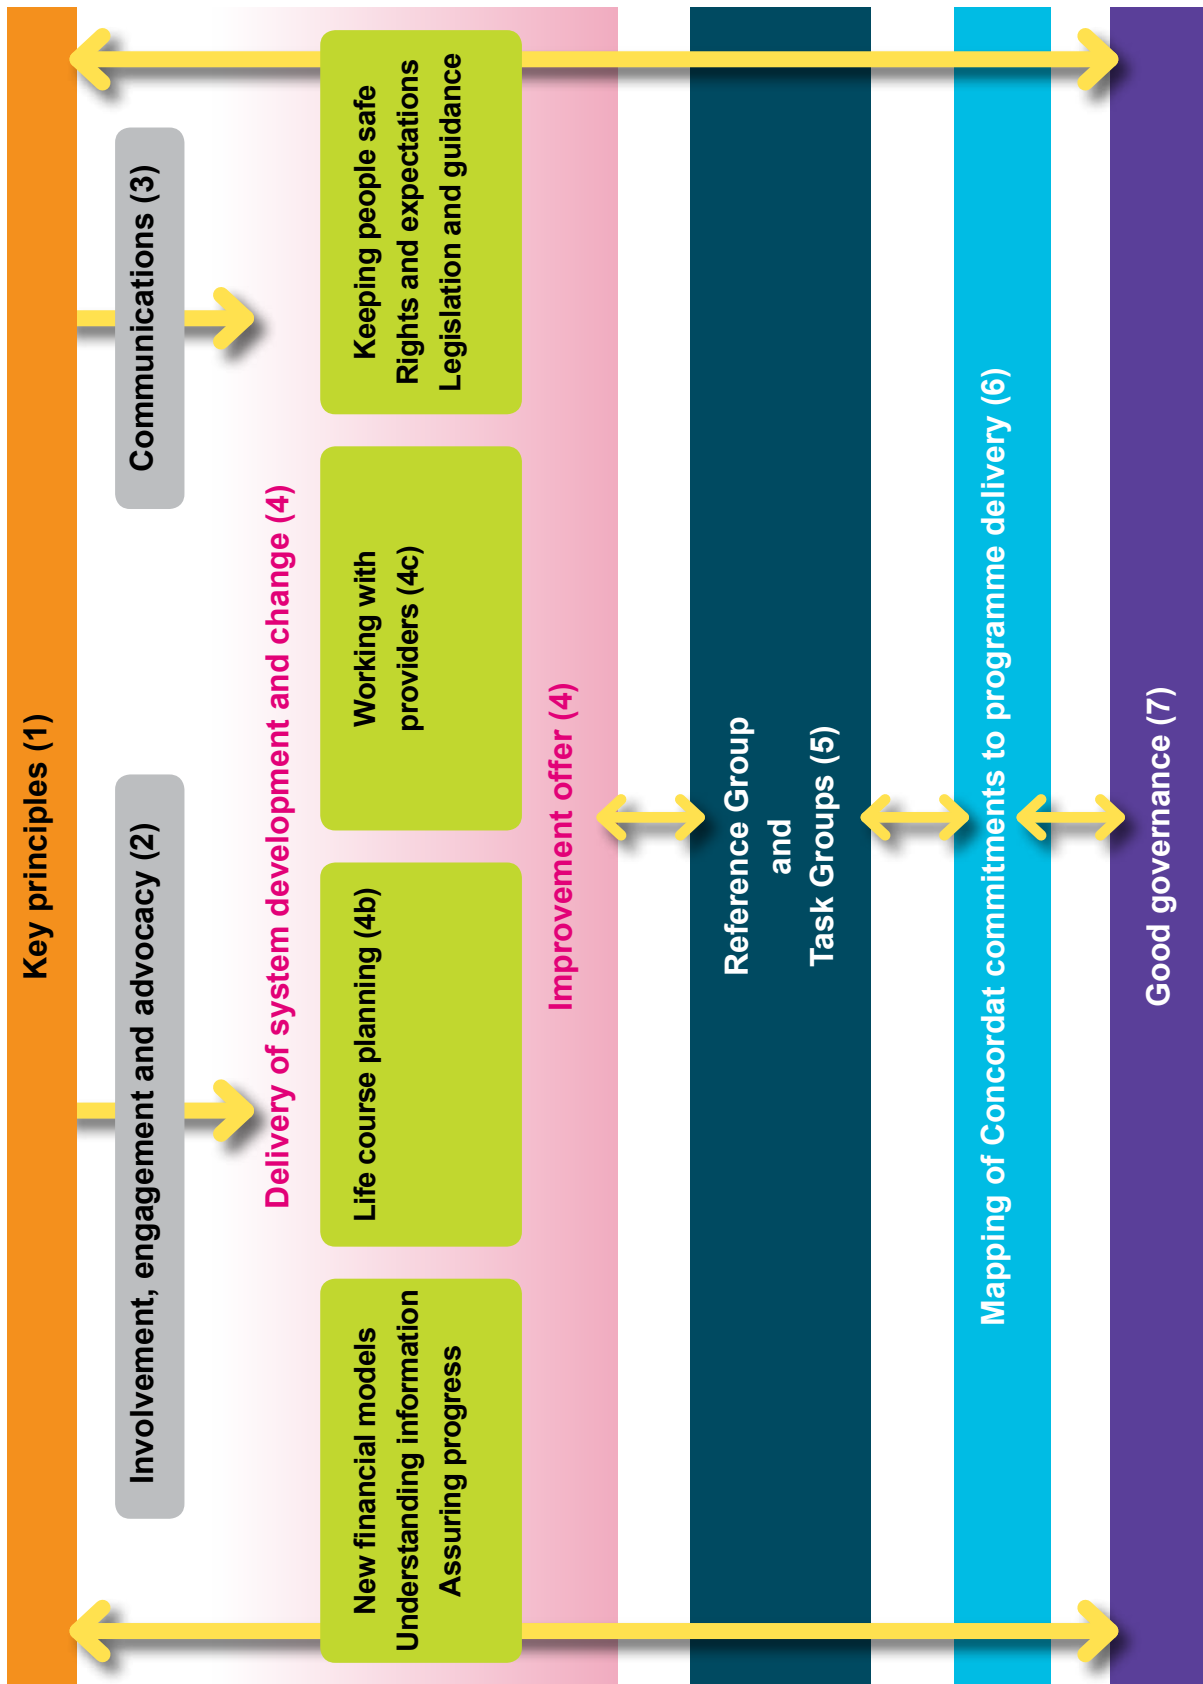 Key principles (1)
Involvement, engagement and advocacy (2)
Communications (3)
Delivery of system development and change (4)
New financial models
Understanding information
Assuring progress
Life course planning (4b)
Working with
providers (4c)
Keeping people safe
Rights and expectations
Legislation and guidance
Improvement offer (4)
Reference Group
and
Task Groups (5)
Mapping of Concordat commitments to programme delivery (6)
Good governance (7)